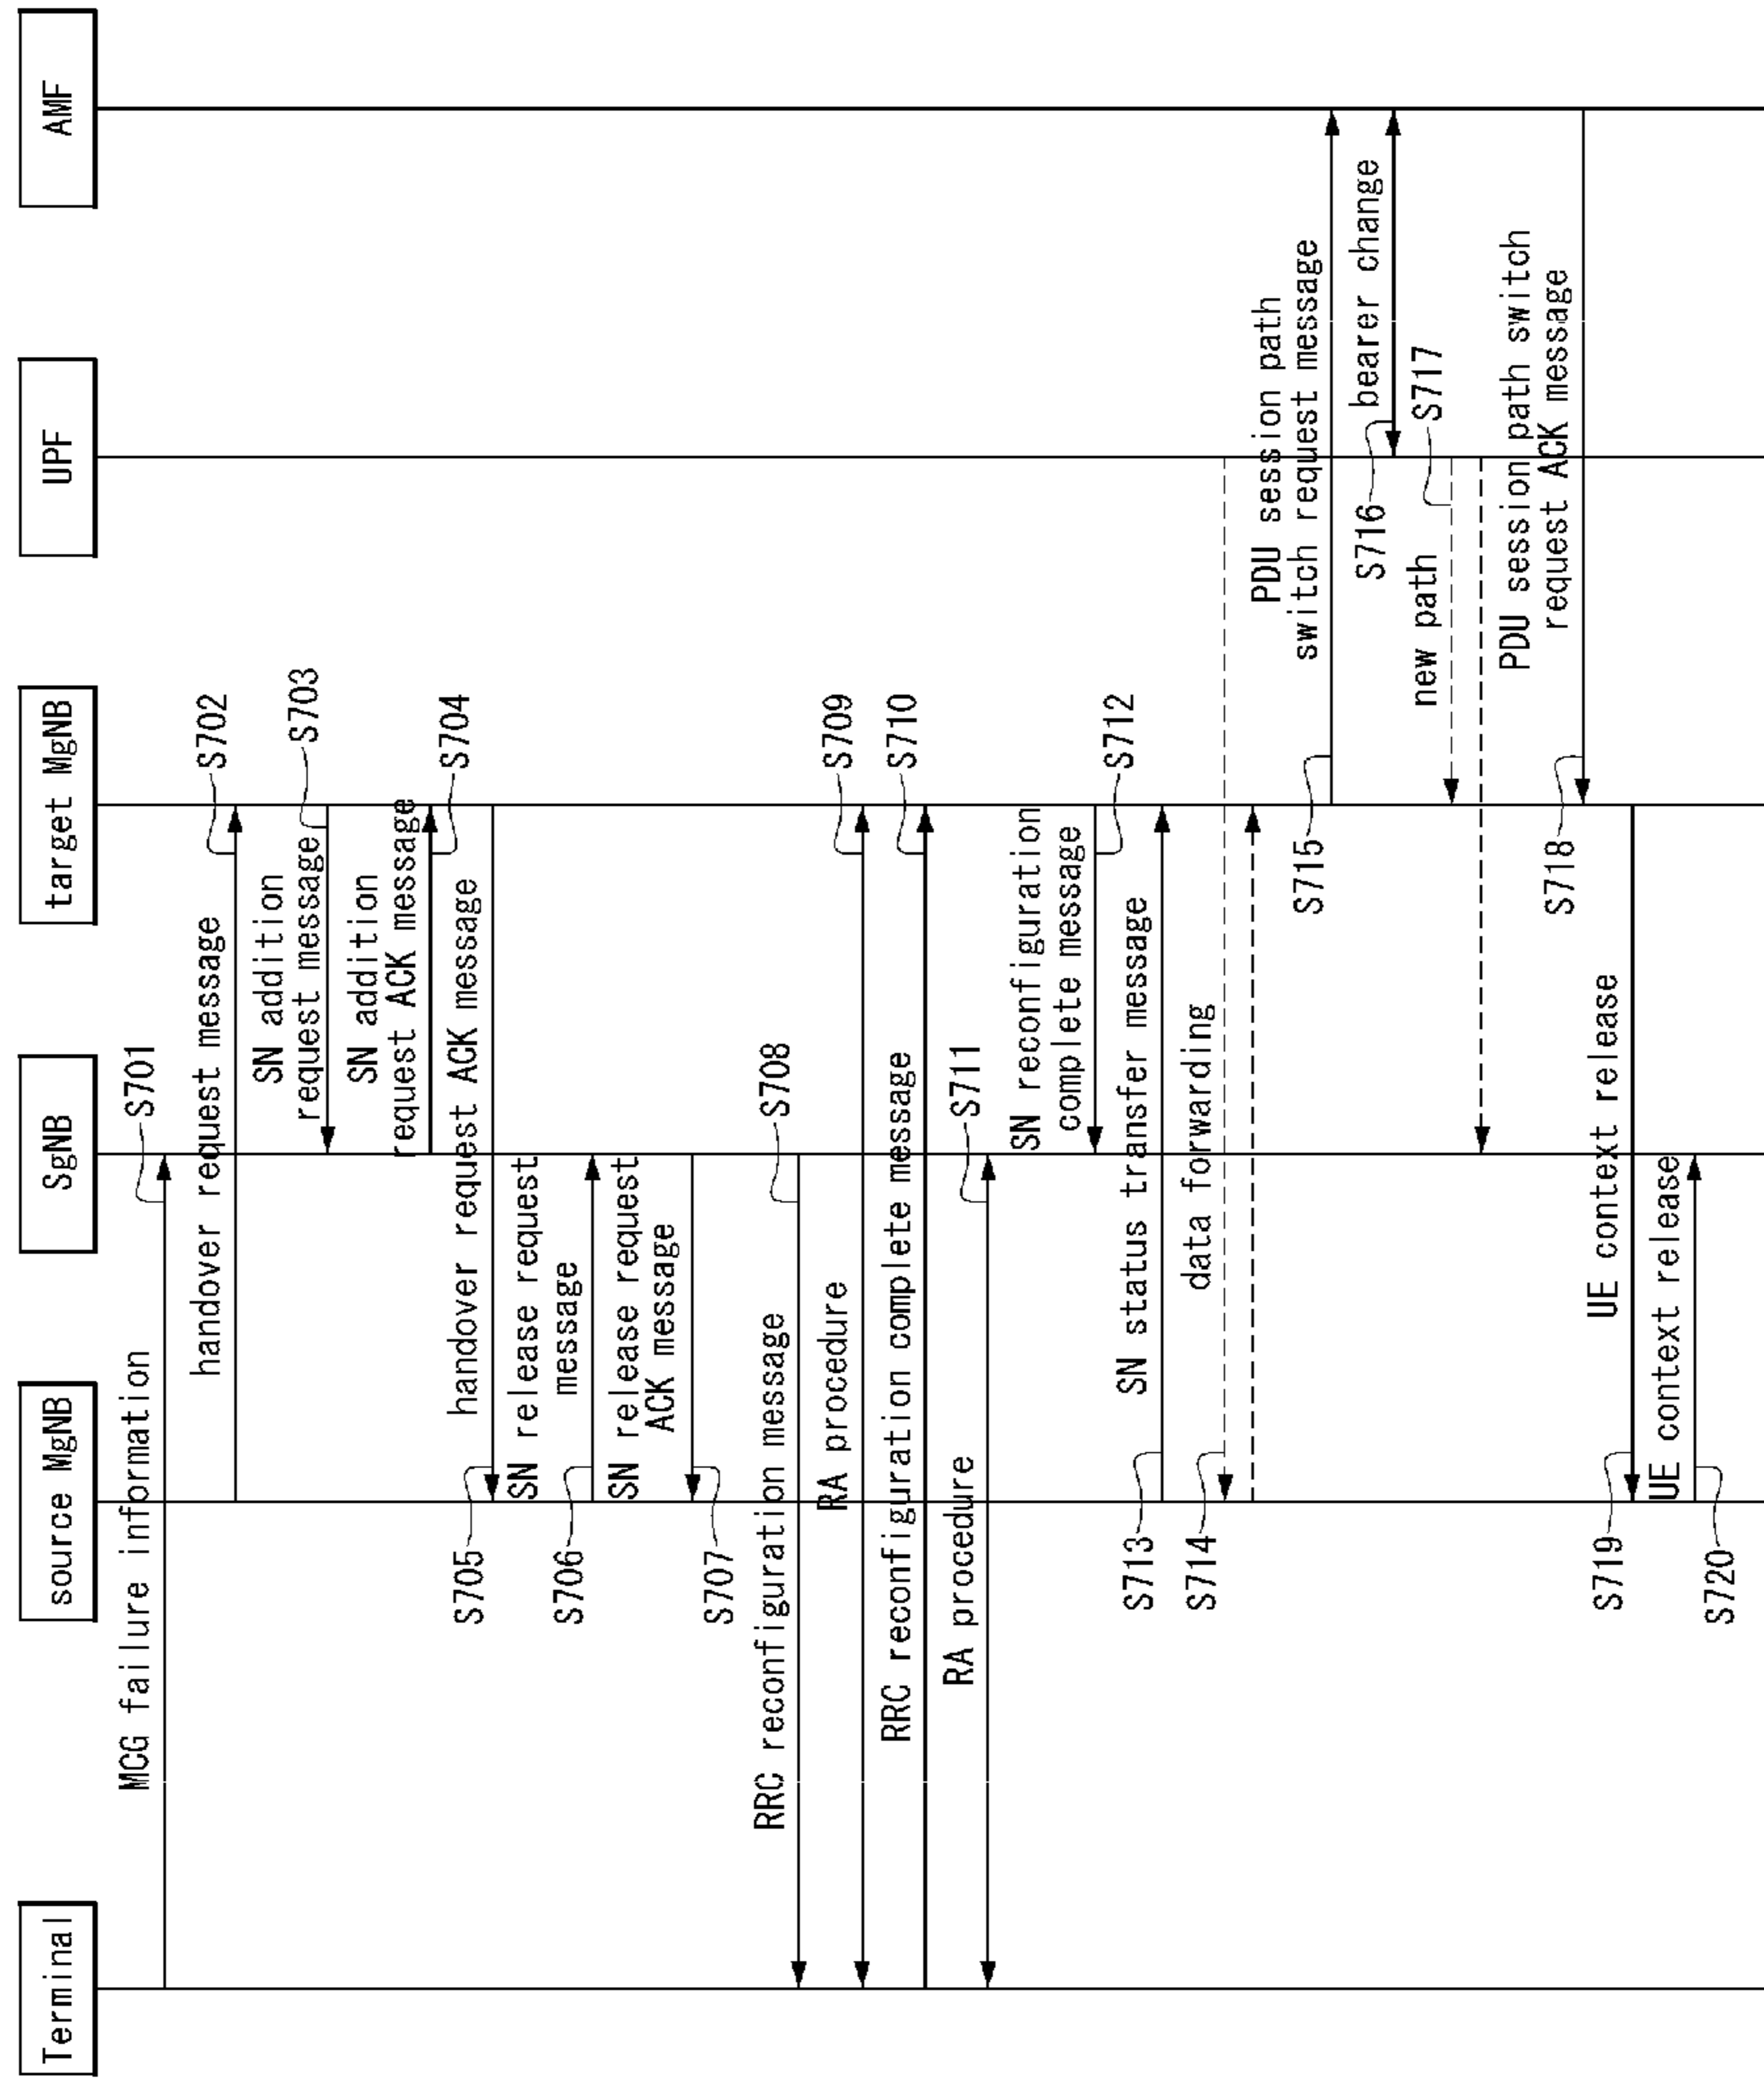 Terminal
source MgNB
SgNB
target MgNB
UPF
AMF
MCG failure information
S701
handover request message
S702
SN addition
request message
S703
SN addition
request ACK message
S704
handover request ACK message
S705
SN release request
message
S706
SN release request
ACK message
S707
RRC reconfiguration message
S708
RA procedure
S709
RRC reconfiguration complete message
S710
RA procedure
S711
SN reconfiguration
complete message
S712
SN status transfer message
S713
data forwarding
S714
PDU session path
switch request message
S715
bearer change
S716
new path
S717
PDU session path switch
request ACK message
S718
UE context release
S719
UE context release
S720